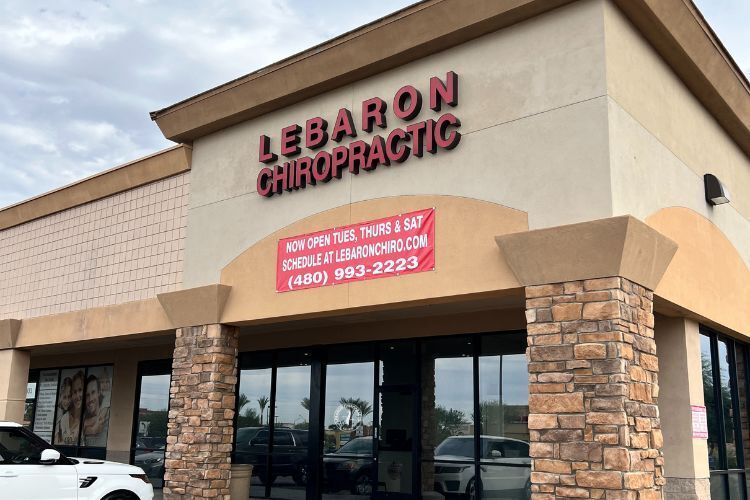 LEBARON
CHIROPRACTIC
NOW OPEN TUES, THURS & SAT
SCHEDULE AT LEBARONCHIRO.COM
(480) 993-2223